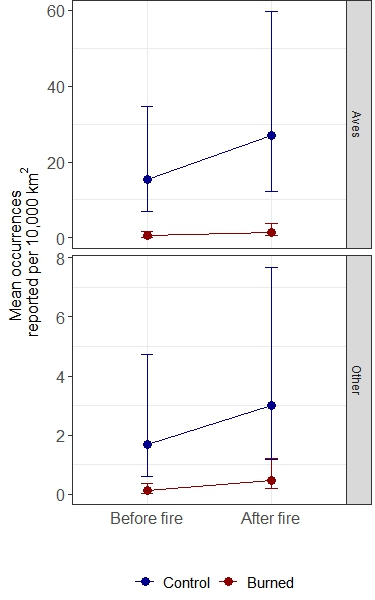 60
40
20
0
Aves
Mean occurrences
reported per 10,000 km2
8
6
4
2
0
Other
Before fire After fire
Control Burned